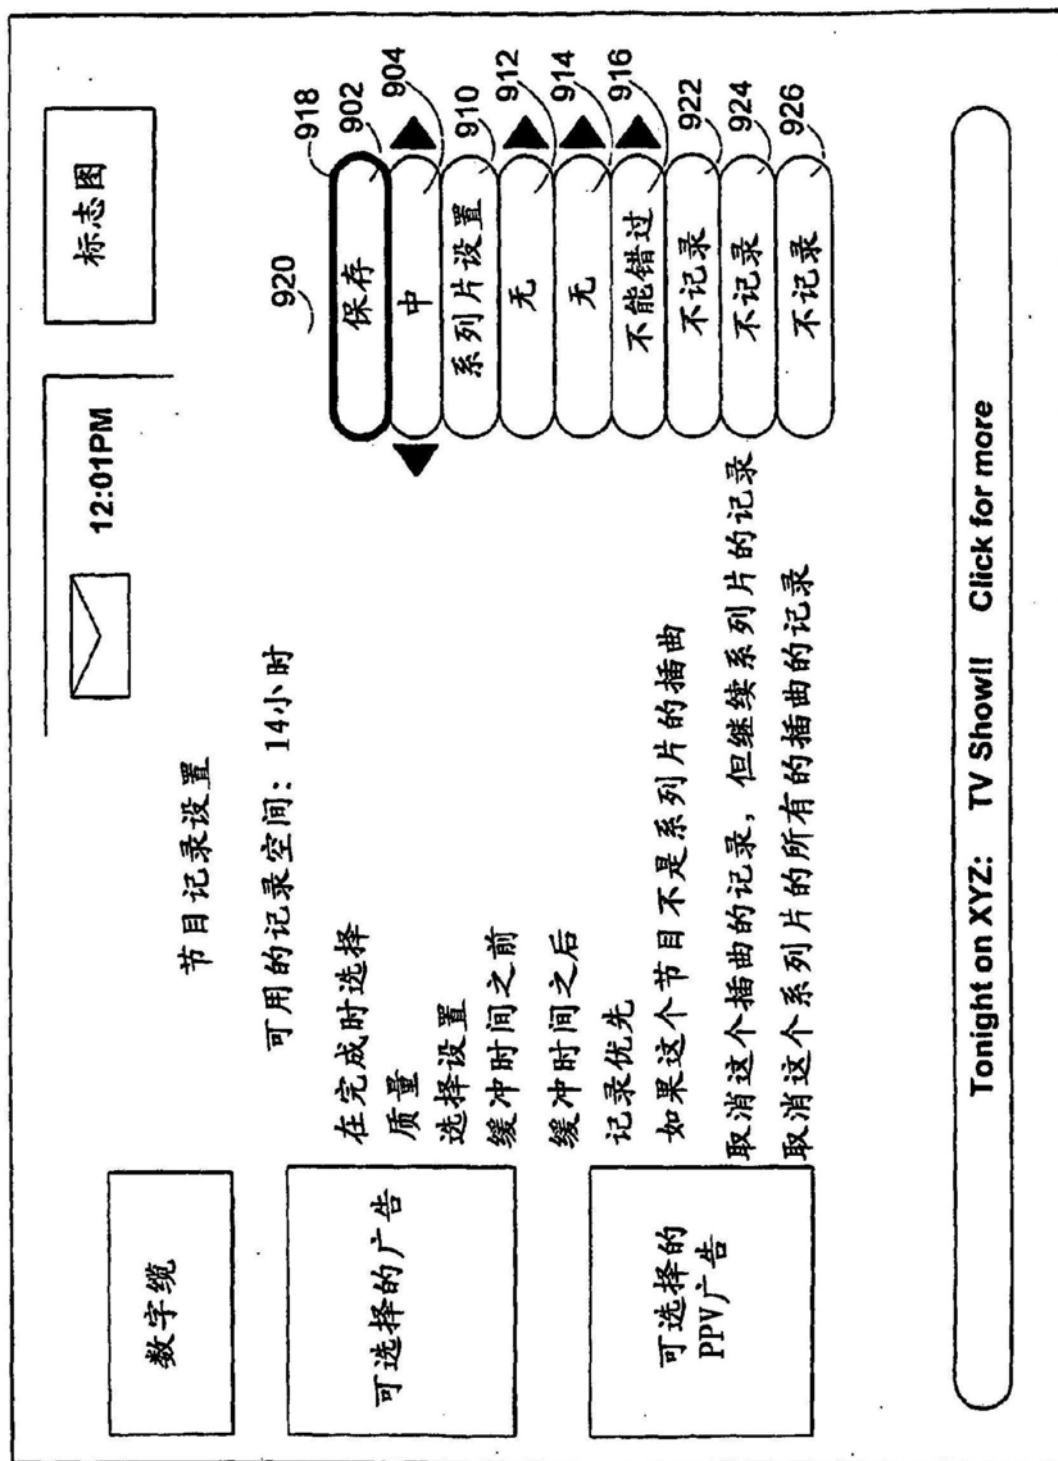 数字缆
12:01PM
标志图
节目记录设置
可用的记录空间: 14小时
920
在完成时选择
保存
918
902
质量
中
904
选择设置
系列片设置
910
缓冲时间之前
无
912
缓冲时间之后
无
914
记录优先
不能错过
916
如果这个节目不是系列片的插曲
不记录
922
取消这个插曲的记录，但继续系列片的记录
不记录
924
取消这个系列片的所有的插曲的记录
不记录
926
可选择的广告
可选择的
PPV广告
Tonight on XYZ: TV Show!! Click for more